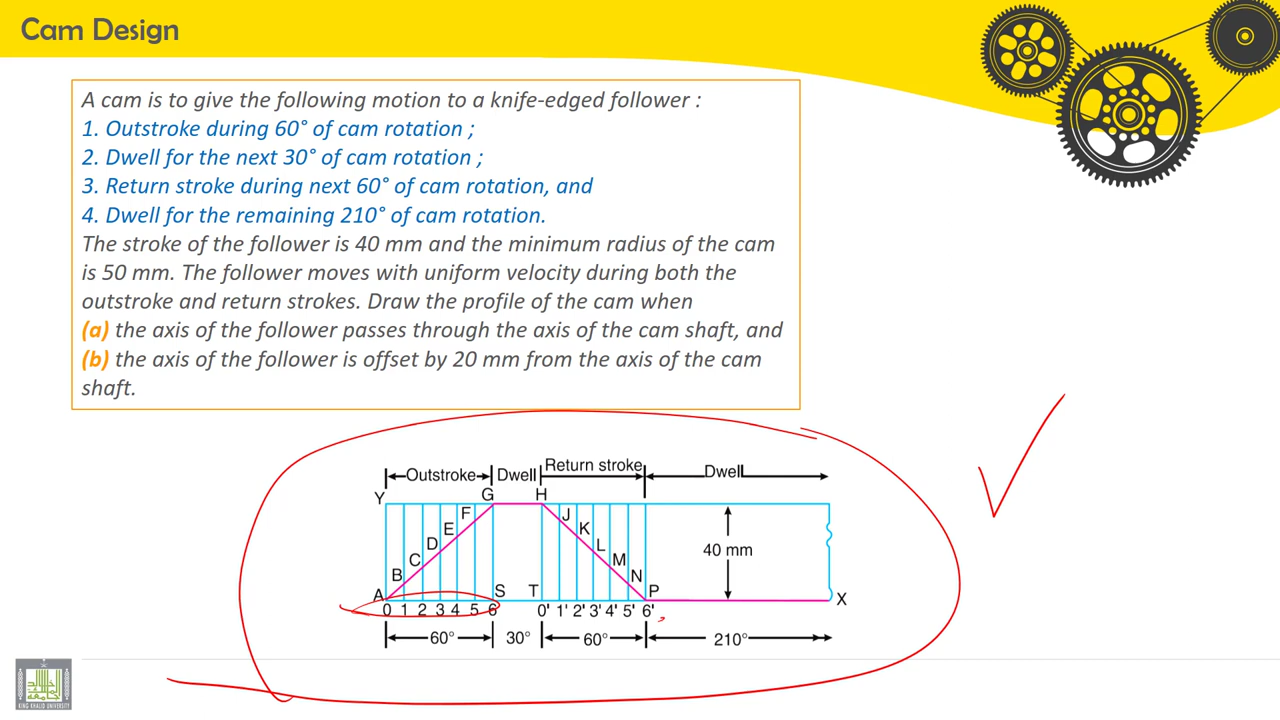 Cam Design
A cam is to give the following motion to a knife-edged follower :
1. Outstroke during 60° of cam rotation ;
2. Dwell for the next 30° of cam rotation ;
3. Return stroke during next 60° of cam rotation, and
4. Dwell for the remaining 210° of cam rotation.
The stroke of the follower is 40 mm and the minimum radius of the cam
is 50 mm. The follower moves with uniform velocity during both the
outstroke and return strokes. Draw the profile of the cam when
(a) the axis of the follower passes through the axis of the cam shaft, and
(b) the axis of the follower is offset by 20 mm from the axis of the cam
shaft.
Outstroke Dwell Return stroke Dwell
Y G H
F J
E K
D L
40 mm
C M
B N
A S T P X
0 1 2 3 4 5 6 0' 1' 2' 3' 4' 5' 6'
60° 30° 60° 210°
KING KHALID UNIVERSITY